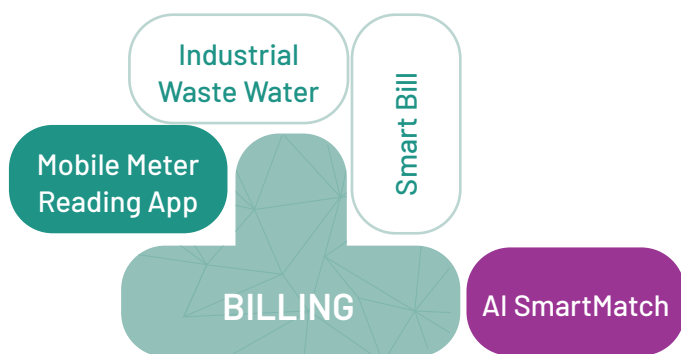 Industrial
Waste Water
Smart Bill
Mobile Meter
Reading App
BILLING
AI SmartMatch